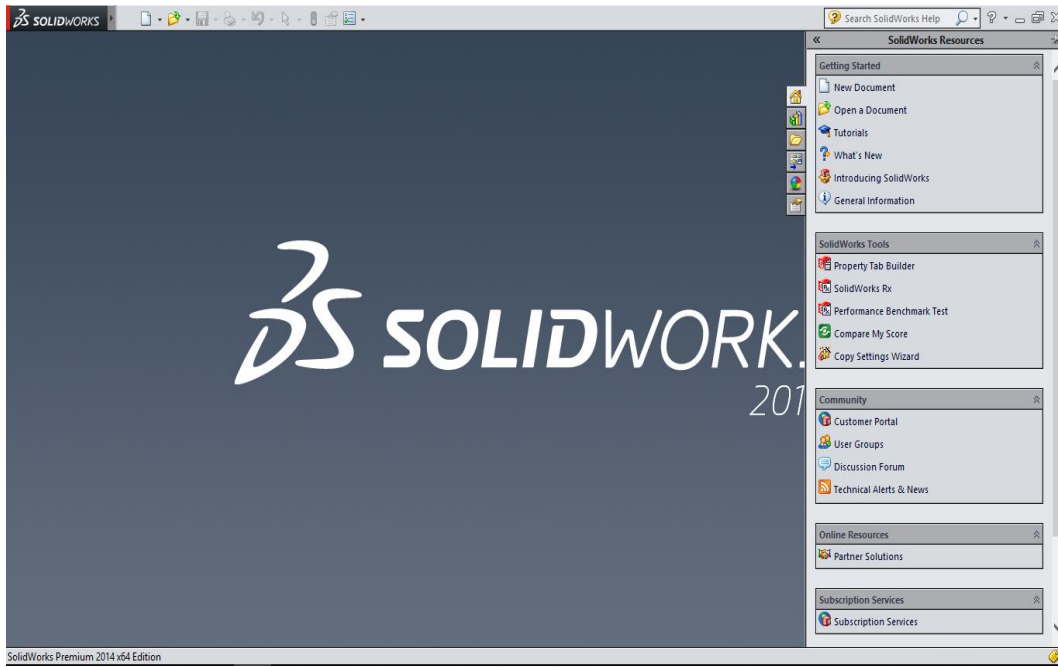 SOLIDWORKS
Search SolidWorks Help
SolidWorks Resources
Getting Started
New Document
Open a Document
Tutorials
What's New
Introducing SolidWorks
General Information
SolidWorks Tools
Property Tab Builder
SolidWorks Rx
Performance Benchmark Test
Compare My Score
Copy Settings Wizard
Community
Customer Portal
User Groups
Discussion Forum
Technical Alerts & News
Online Resources
Partner Solutions
Subscription Services
Subscription Services
SOLIDWORK
201
SolidWorks Premium 2014 x64 Edition